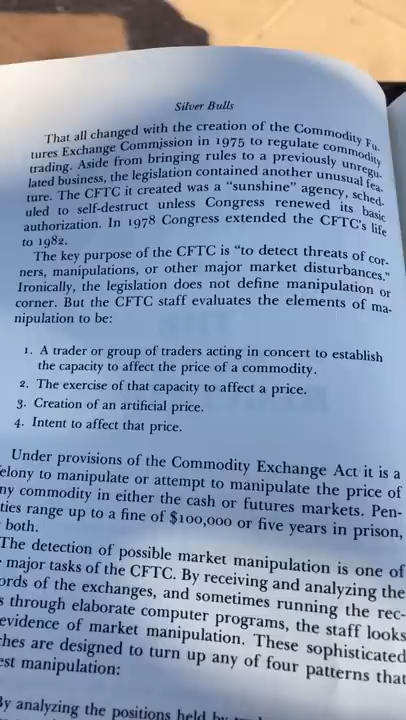 Silver Bulls
That all changed with the creation of the Commodity Fu-
tures Exchange Commission in 1975 to regulate commodity
trading. Aside from bringing rules to a previously unregu-
lated business, the legislation contained another unusual fea-
ture. The CFTC it created was a “sunshine” agency, sched-
uled to self-destruct unless Congress renewed its basic
authorization. In 1978 Congress extended the CFTC's life
to 1982.
The key purpose of the CFTC is “to detect threats of cor-
ners, manipulations, or other major market disturbances.”
Ironically, the legislation does not define manipulation or
corner. But the CFTC staff evaluates the elements of ma-
nipulation to be:
1. A trader or group of traders acting in concert to establish
the capacity to affect the price of a commodity.
2. The exercise of that capacity to affect a price.
3. Creation of an artificial price.
4. Intent to affect that price.
Under provisions of the Commodity Exchange Act it is a
felony to manipulate or attempt to manipulate the price of
ny commodity in either the cash or futures markets. Pen-
ties range up to a fine of $100,000 or five years in prison,
both.
The detection of possible market manipulation is one of
major tasks of the CFTC. By receiving and analyzing the
ords of the exchanges, and sometimes running the rec-
s through elaborate computer programs, the staff looks
evidence of market manipulation. These sophisticated
ches are designed to turn up any of four patterns that
est manipulation:
By analyzing the positions held by